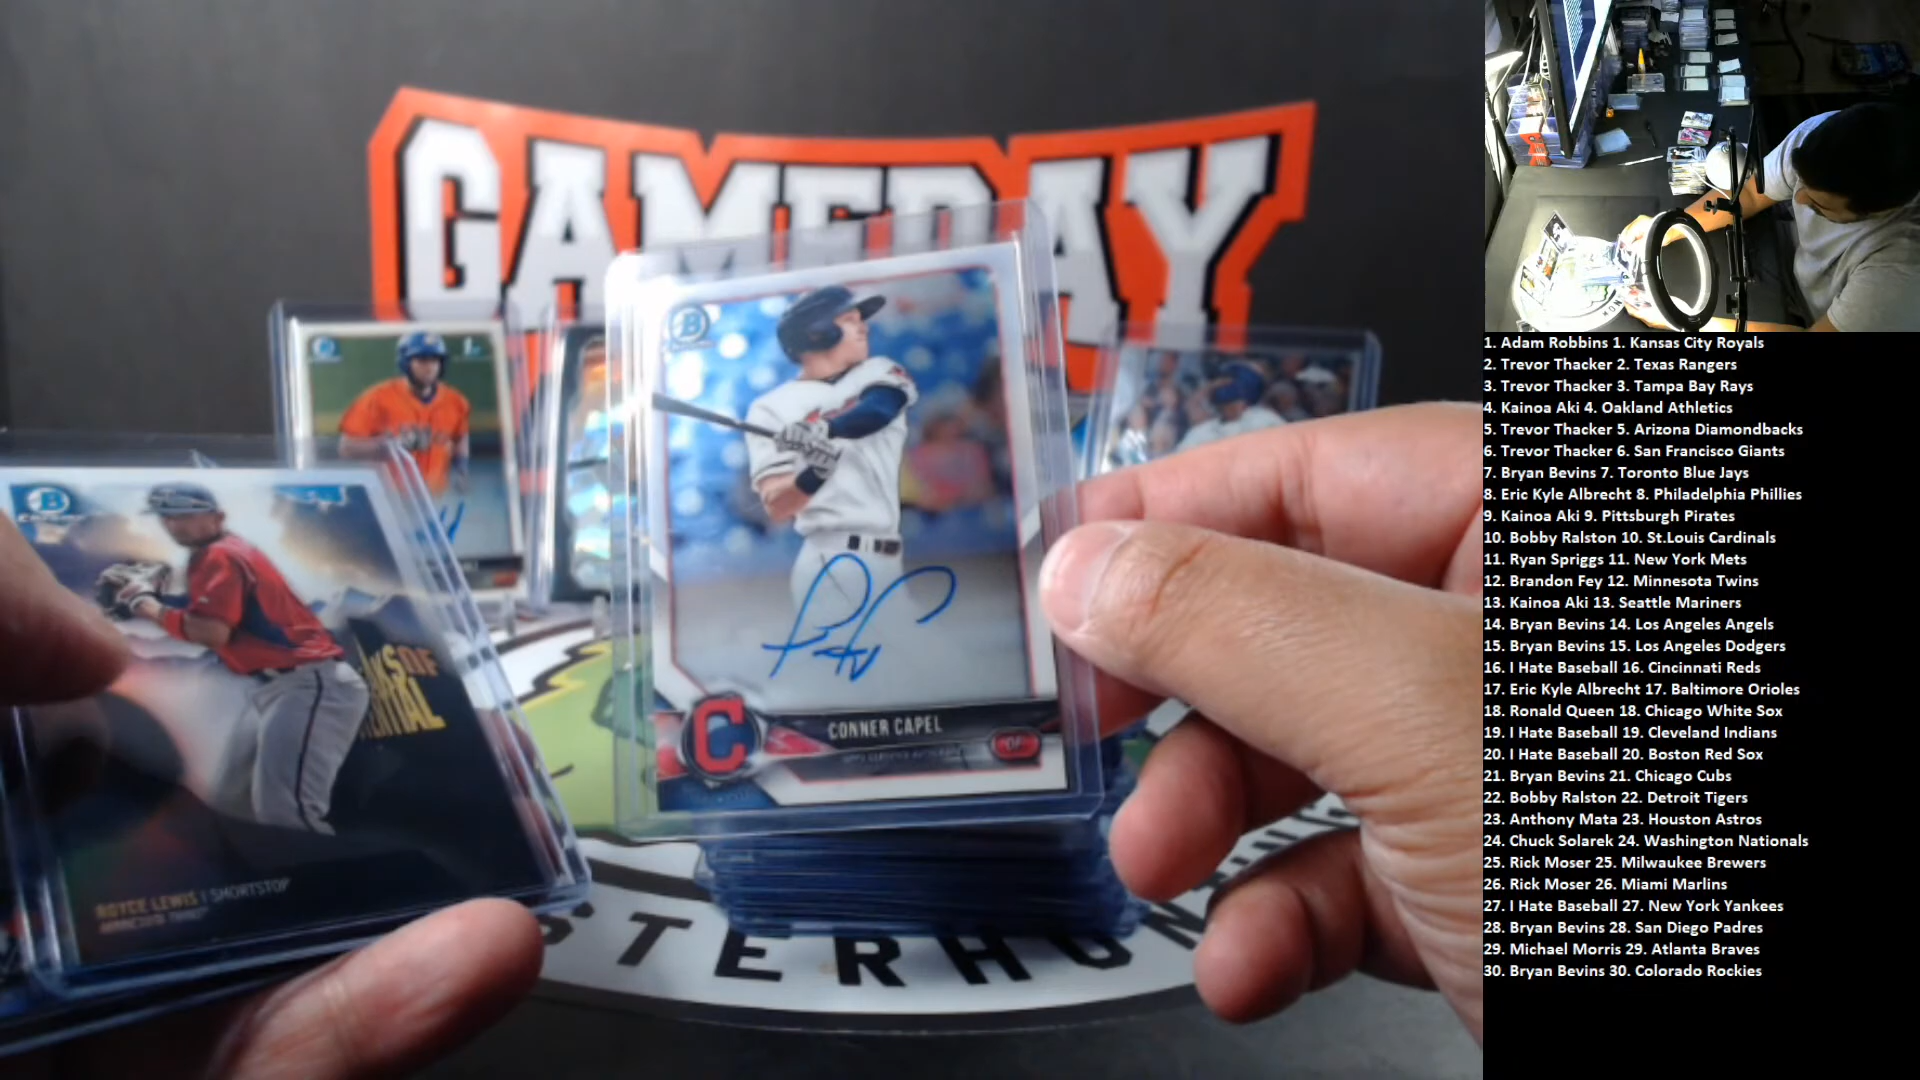 GAMEDAY
B
CONNER CAPEL
OF
C
ROYCE LEWIS | SHORTSTOP
1. Adam Robbins 1. Kansas City Royals
2. Trevor Thacker 2. Texas Rangers
3. Trevor Thacker 3. Tampa Bay Rays
4. Kainoa Aki 4. Oakland Athletics
5. Trevor Thacker 5. Arizona Diamondbacks
6. Trevor Thacker 6. San Francisco Giants
7. Bryan Bevins 7. Toronto Blue Jays
8. Eric Kyle Albrecht 8. Philadelphia Phillies
9. Kainoa Aki 9. Pittsburgh Pirates
10. Bobby Ralston 10. St.Louis Cardinals
11. Ryan Spriggs 11. New York Mets
12. Brandon Fey 12. Minnesota Twins
13. Kainoa Aki 13. Seattle Mariners
14. Bryan Bevins 14. Los Angeles Angels
15. Bryan Bevins 15. Los Angeles Dodgers
16. I Hate Baseball 16. Cincinnati Reds
17. Eric Kyle Albrecht 17. Baltimore Orioles
18. Ronald Queen 18. Chicago White Sox
19. I Hate Baseball 19. Cleveland Indians
20. I Hate Baseball 20. Boston Red Sox
21. Bryan Bevins 21. Chicago Cubs
22. Bobby Ralston 22. Detroit Tigers
23. Anthony Mata 23. Houston Astros
24. Chuck Solarek 24. Washington Nationals
25. Rick Moser 25. Milwaukee Brewers
26. Rick Moser 26. Miami Marlins
27. I Hate Baseball 27. New York Yankees
28. Bryan Bevins 28. San Diego Padres
29. Michael Morris 29. Atlanta Braves
30. Bryan Bevins 30. Colorado Rockies